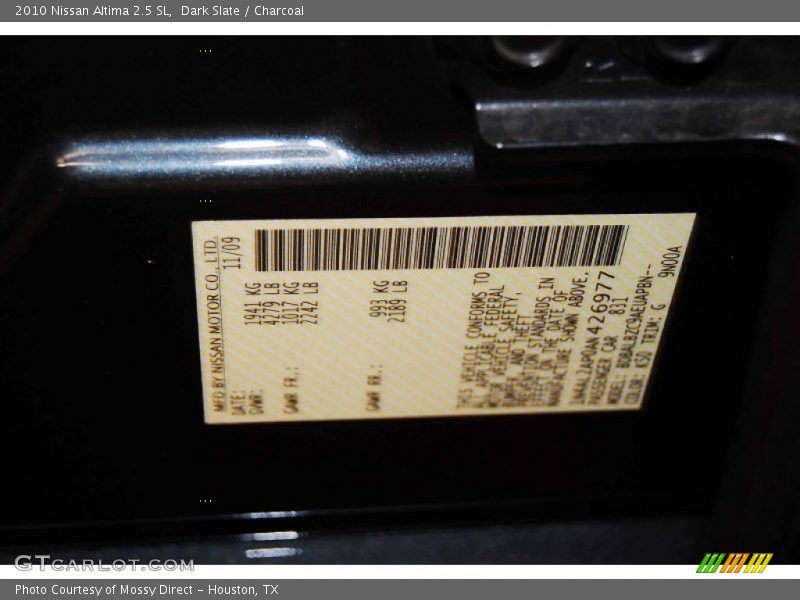 2010 Nissan Altima 2.5 SL, Dark Slate / Charcoal
MFD BY NISSAN MOTOR CO., LTD.
DATE: 11/09
GVWR: 1941 KG
4279 LB
GAWR FR.: 1017 KG
2242 LB
GAWR RR.: 993 KG
2189 LB
THIS VEHICLE CONFORMS TO
ALL APPLICABLE FEDERAL
MOTOR VEHICLE SAFETY,
BUMPER, AND THEFT
PREVENTION STANDARDS IN
EFFECT ON THE DATE OF
MANUFACTURE SHOWN ABOVE.
1N4AL2AP0AN426977
PASSENGER CAR 831
MODEL:
COLOR: K50 TRIM: G 9N00A
GTCARLOT.COM
Photo Courtesy of Mossy Direct – Houston, TX